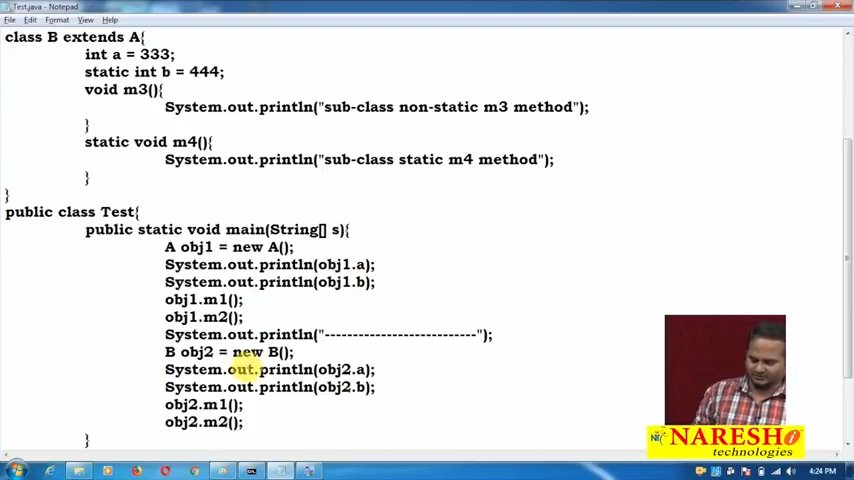 Test.java - Notepad
File Edit Format View Help
class B extends A{
int a = 333;
static int b = 444;
void m3(){
System.out.println("sub-class non-static m3 method");
}
static void m4(){
System.out.println("sub-class static m4 method");
}
}
public class Test{
public static void main(String[] s){
A obj1 = new A();
System.out.println(obj1.a);
System.out.println(obj1.b);
obj1.m1();
obj1.m2();
System.out.println("---------------------------");
B obj2 = new B();
System.out.println(obj2.a);
System.out.println(obj2.b);
obj2.m1();
obj2.m2();
}
NARESH i
technologies
4:24 PM